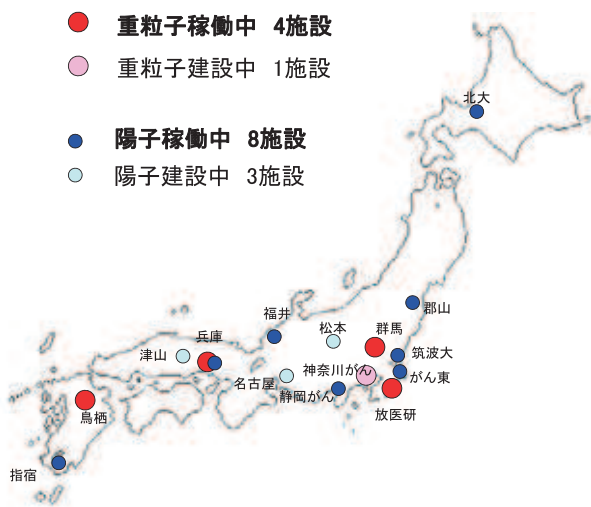 重粒子稼働中 4施設
重粒子建設中 1施設
陽子稼働中 8施設
陽子建設中 3施設
北大
郡山
福井
松本
群馬
兵庫
津山
筑波大
神奈川がん
がん東
名古屋
静岡がん
放医研
鳥栖
指宿